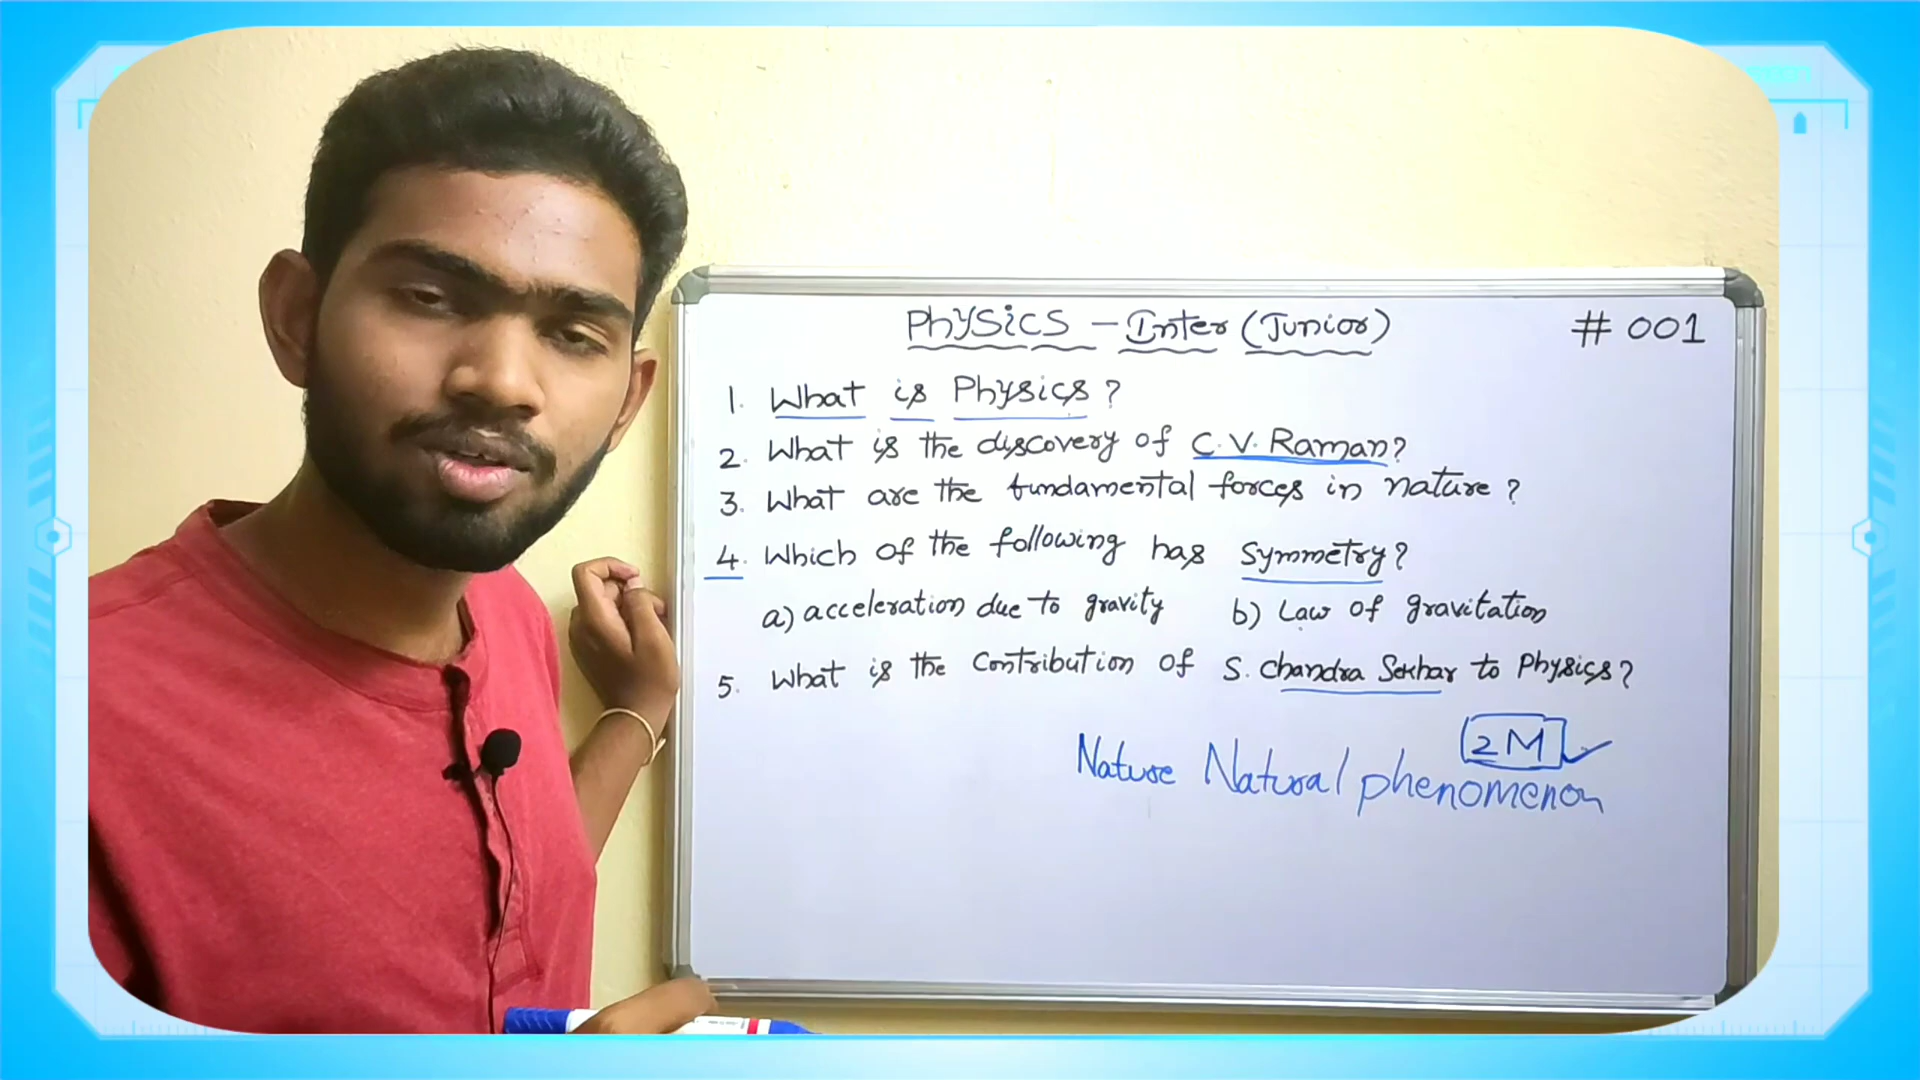 Physics - Inter (Junior) # 001
1. What is Physics?
2. What is the discovery of C.V. Raman?
3. What are the fundamental forces in nature?
4. Which of the following has Symmetry?
a) acceleration due to gravity b) Law of gravitation
5. What is the Contribution of S. Chandra Sekhar to Physics?
2M
Nature Natural phenomenon